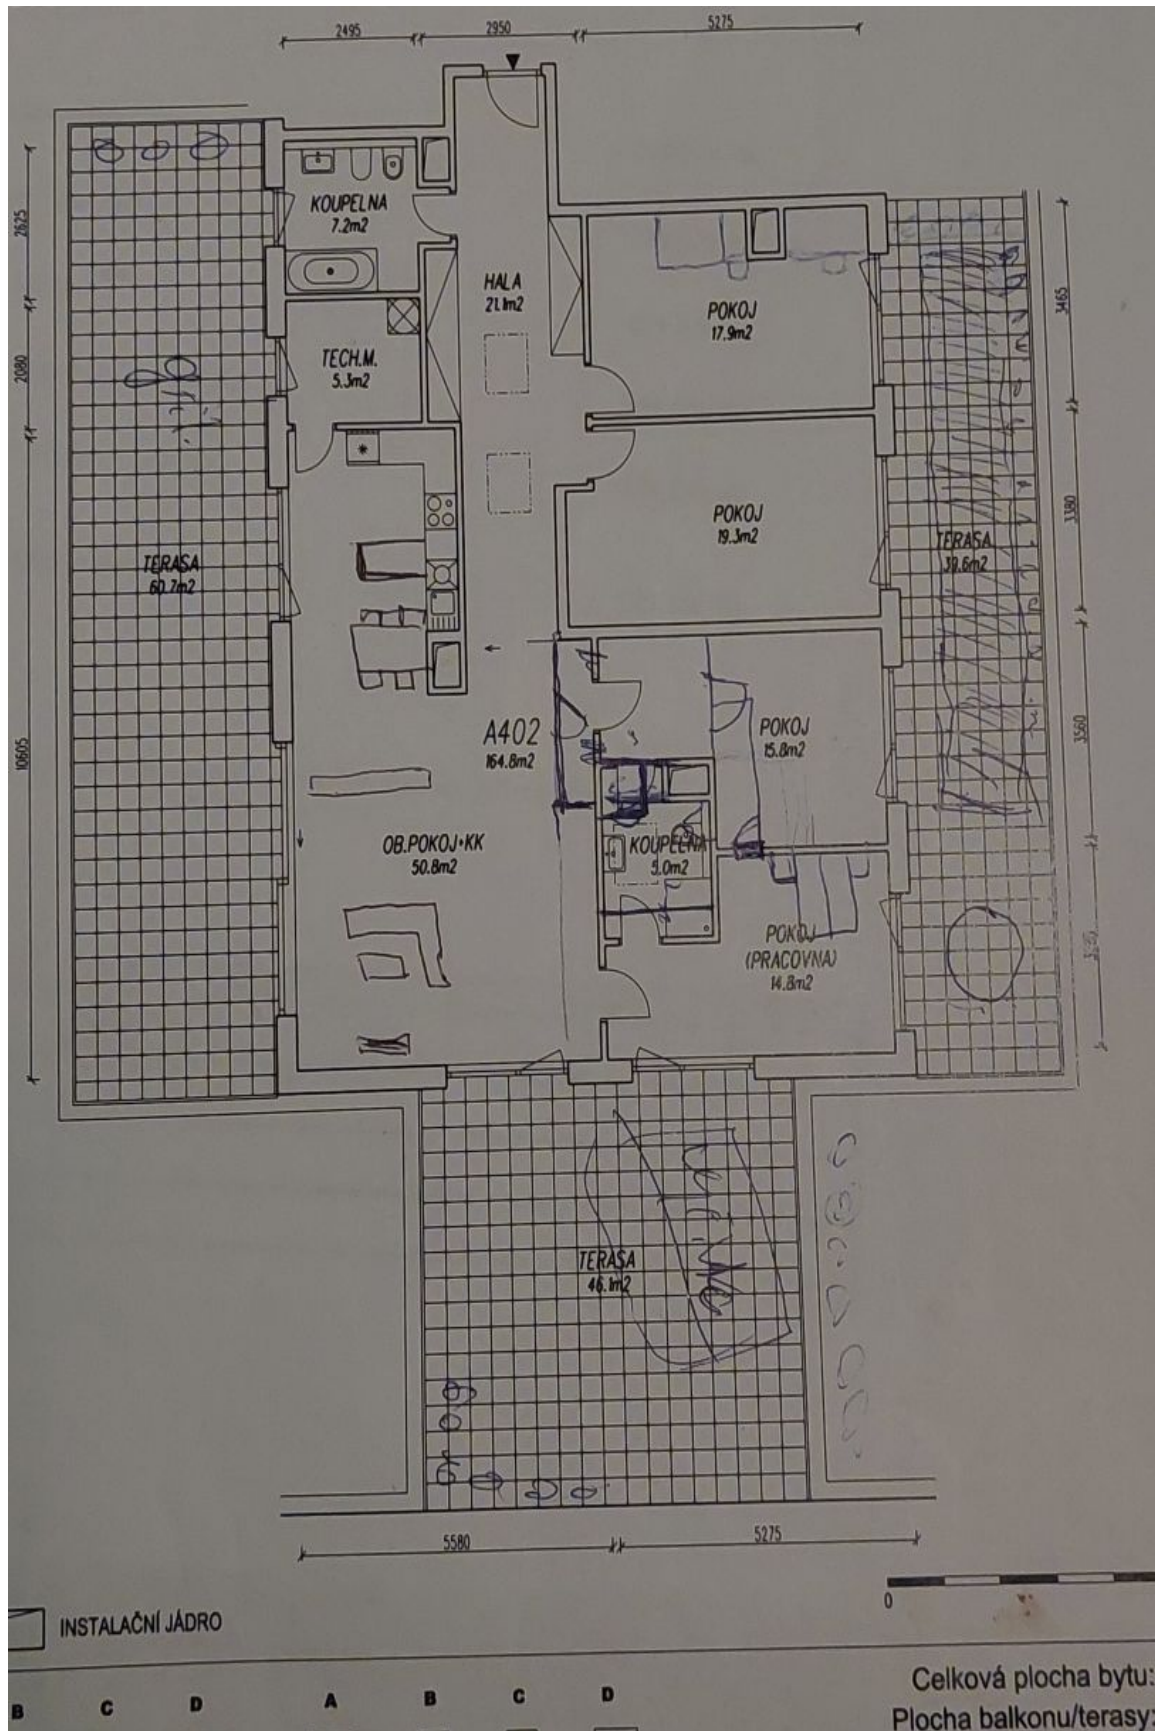 2495
2950
5275
2625
2080
10605
KOUPELNA
7.2m2
HALA
21.1m2
TECH.M.
5.3m2
POKOJ
17.9m2
3465
POKOJ
19.3m2
3380
TERASA
60.7m2
TERASA
A402
164.8m2
POKOJ
15.8m2
3560
OB.POKOJ+KK
50.8m2
KOUPELNA
5.0m2
POKOJ
(PRACOVNA)
14.8m2
TERASA
46.1m2
5580
5275
0
INSTALAČNÍ JÁDRO
B C D A B C D
Celková plocha bytu:
Plocha balkonu/terasy: